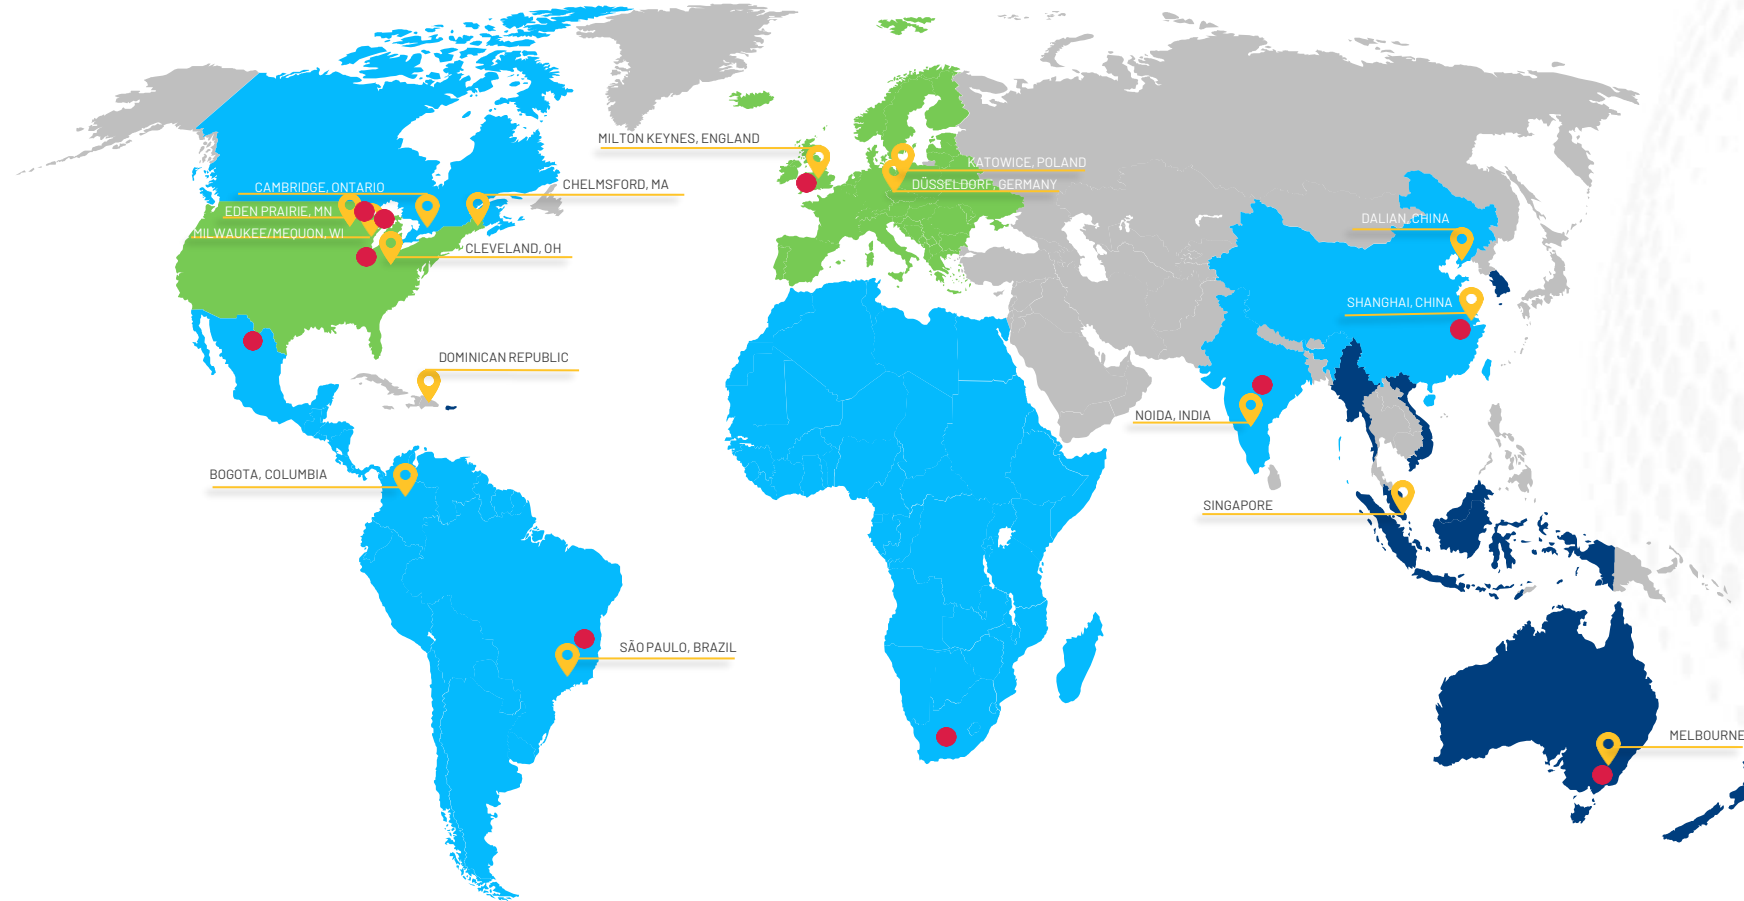 MILTON KEYNES, ENGLAND
KATOWICE, POLAND
CAMBRIDGE, ONTARIO
CHELMSFORD, MA
DÜSSELDORF, GERMANY
EDEN PRAIRIE, MN
DALIAN, CHINA
MILWAUKEE/MEQUON, WI
CLEVELAND, OH
SHANGHAI, CHINA
DOMINICAN REPUBLIC
NOIDA, INDIA
BOGOTA, COLUMBIA
SINGAPORE
SÃO PAULO, BRAZIL
MELBOURNE